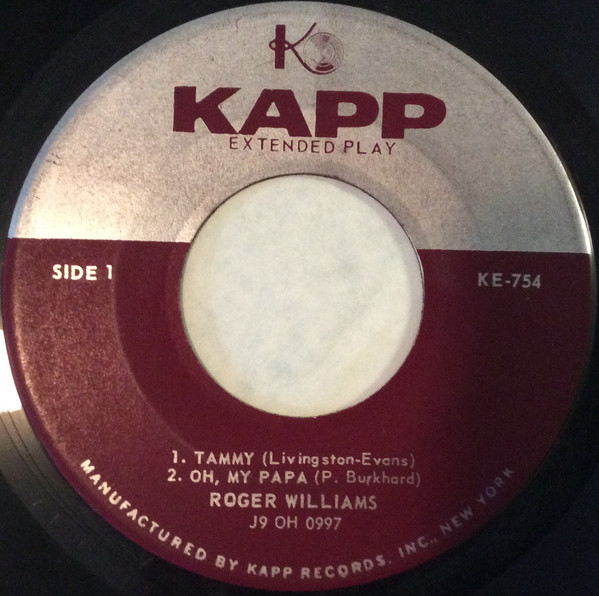 K
KAPP
EXTENDED PLAY
SIDE 1
KE-754
1. TAMMY (Livingston-Evans)
2. OH, MY PAPA (P. Burkhard)
ROGER WILLIAMS
J9 OH 0997
MANUFACTURED BY KAPP RECORDS, INC., NEW YORK